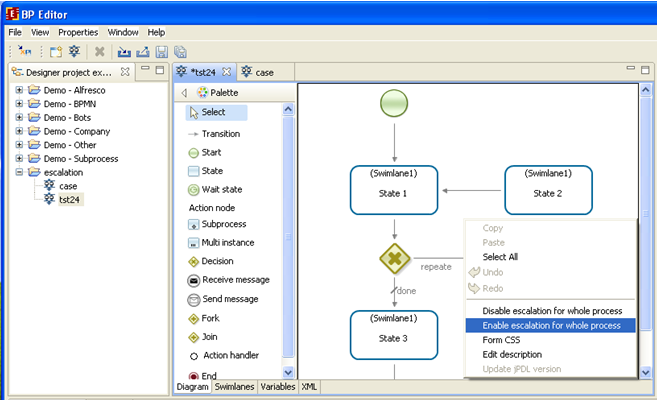 BP Editor
File View Properties Window Help
Designer project ex...
*tst24
case
Demo - Alfresco
Demo - BPMN
Demo - Bots
Demo - Company
Demo - Other
Demo - Subprocess
escalation
case
tst24
Palette
Select
Transition
Start
State
Wait state
Action node
Subprocess
Multi instance
Decision
Receive message
Send message
Fork
Join
Action handler
End
(Swimlane1)
State 1
(Swimlane1)
State 2
repeate
done
(Swimlane1)
State 3
Copy
Paste
Select All
Undo
Redo
Disable escalation for whole process
Enable escalation for whole process
Form CSS
Edit description
Update jPDL version
Diagram Swimlanes Variables XML